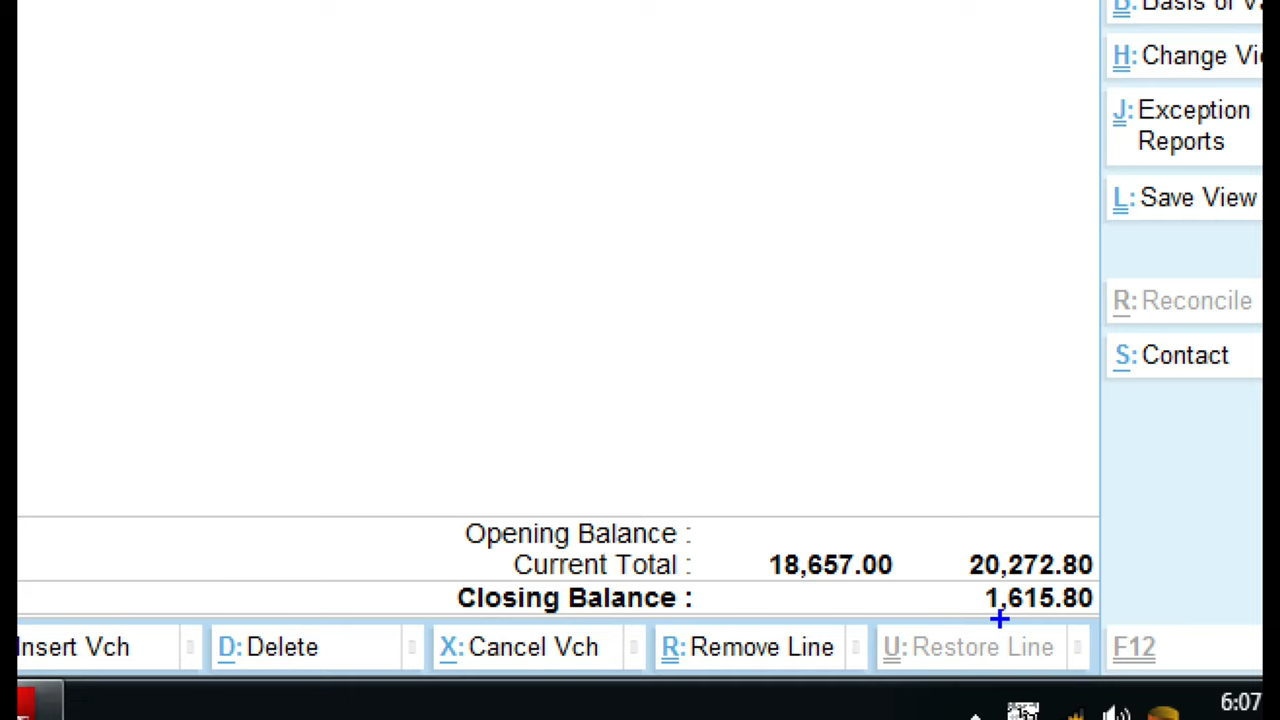 H: Change
J: Exception
Reports
L: Save View
R: Reconcile
S: Contact
Opening Balance :
Current Total : 18,657.00 20,272.80
Closing Balance : 1,615.80
Insert Vch D: Delete X: Cancel Vch R: Remove Line U: Restore Line F12
6:07